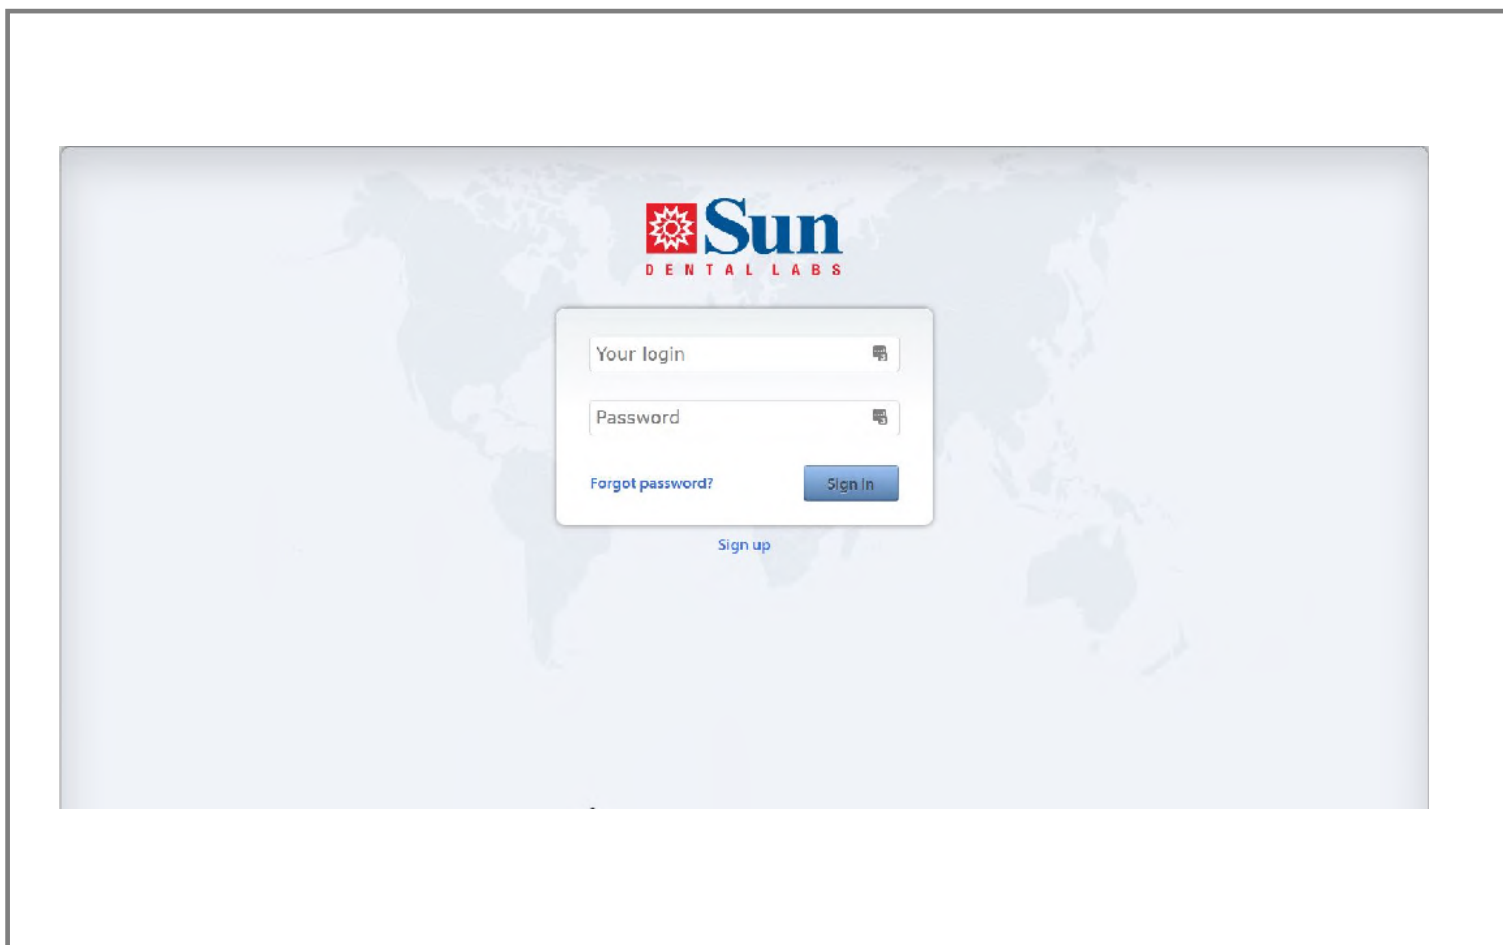 Sun
DENTAL LABS
Your login
Password
Forgot password?
Sign in
Sign up